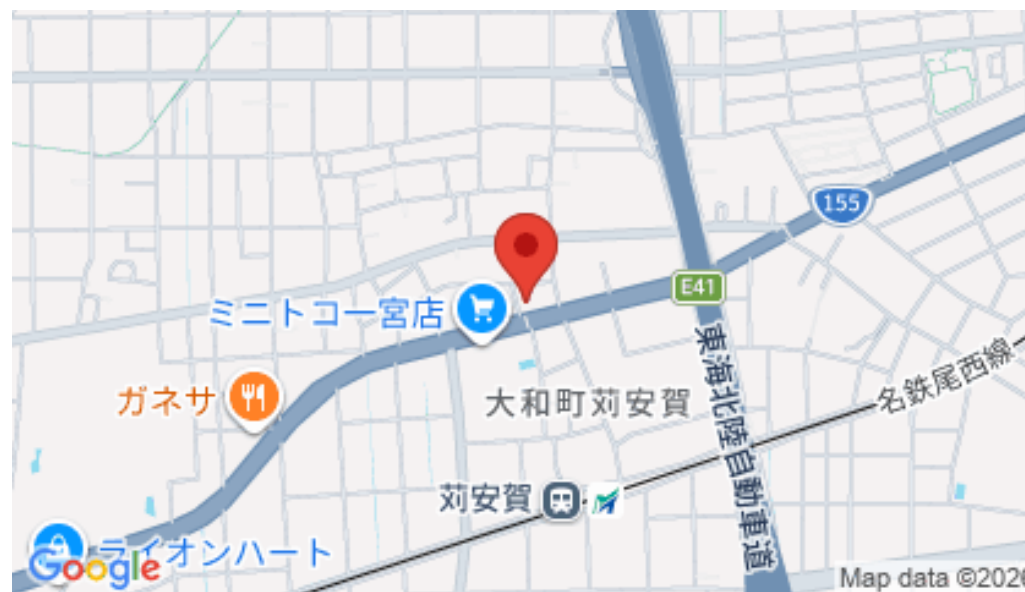 155
E41
ミニトコ一宮店
ガネサ
大和町苅安賀
名鉄尾西線
東海北陸自動車道
苅安賀
ライオンハート
Google
Map data ©2026